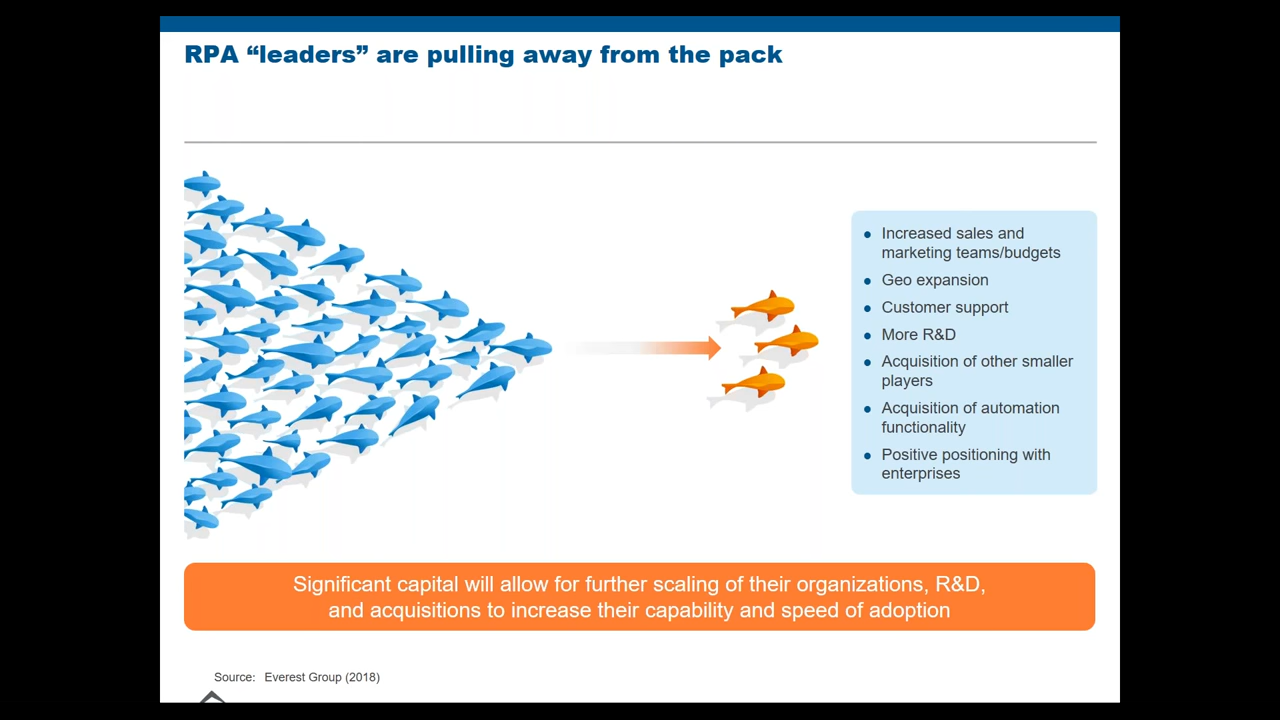 RPA “leaders” are pulling away from the pack
● Increased sales and
marketing teams/budgets
● Geo expansion
● Customer support
● More R&D
● Acquisition of other smaller
players
● Acquisition of automation
functionality
● Positive positioning with
enterprises
Significant capital will allow for further scaling of their organizations, R&D,
and acquisitions to increase their capability and speed of adoption
Source: Everest Group (2018)